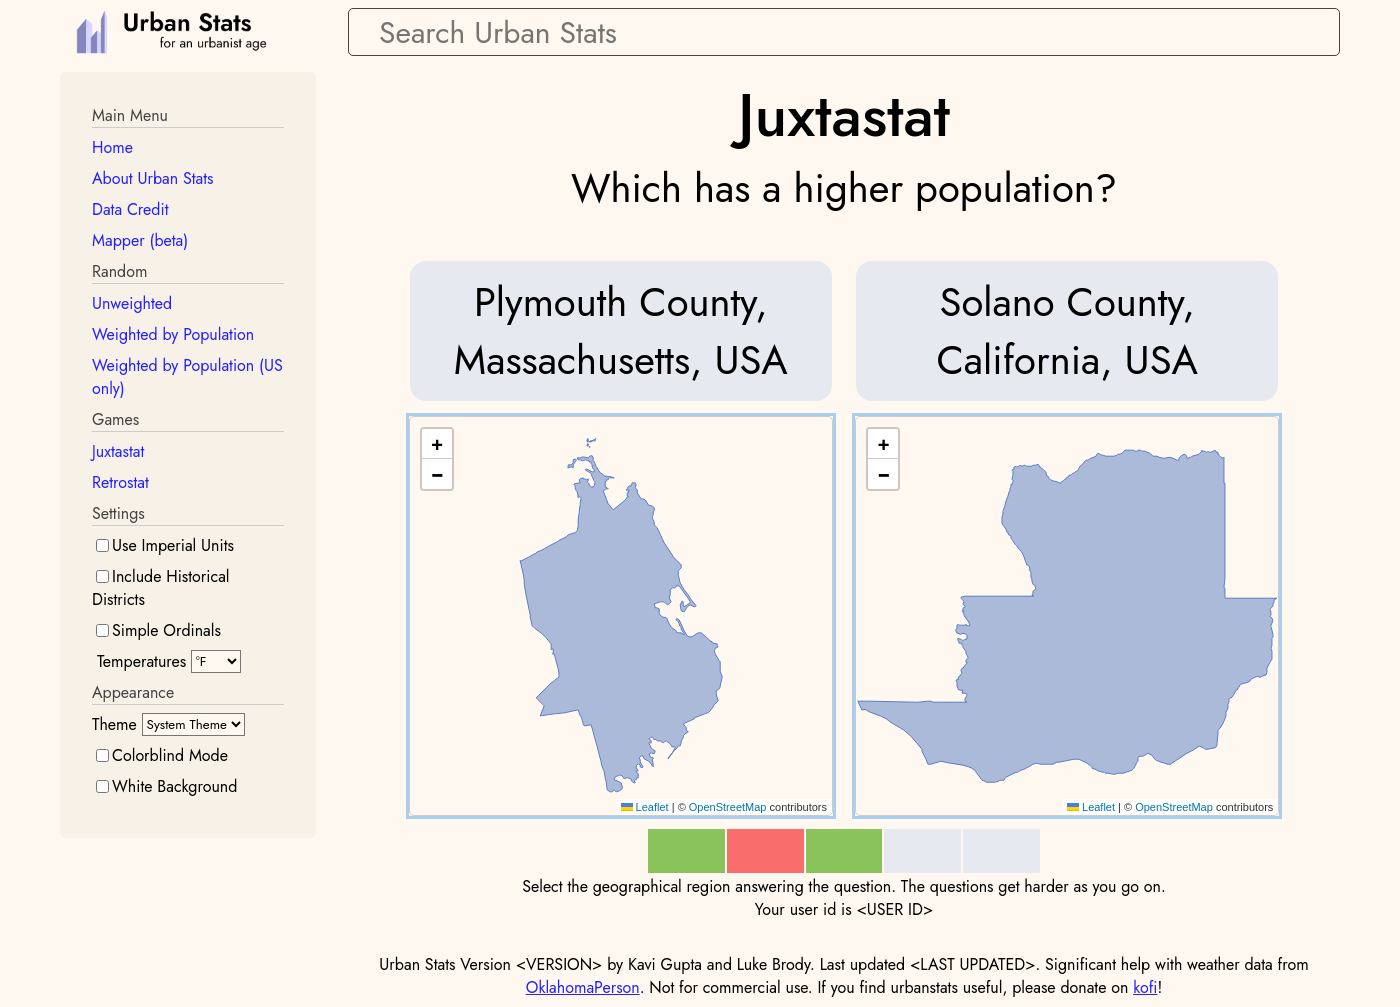 Urban Stats
for an urbanist age
Search Urban Stats
Main Menu
Home
About Urban Stats
Data Credit
Mapper (beta)
Random
Unweighted
Weighted by Population
Weighted by Population (US
only)
Games
Juxtastat
Retrostat
Settings
Use Imperial Units
Include Historical
Districts
Simple Ordinals
Temperatures °F
Appearance
Theme System Theme
Colorblind Mode
White Background
Juxtastat
Which has a higher population?
Plymouth County,
Massachusetts, USA
Solano County,
California, USA
+
−
Leaflet | © OpenStreetMap contributors
+
−
Leaflet | © OpenStreetMap contributors
Select the geographical region answering the question. The questions get harder as you go on.
Your user id is <USER ID>
Urban Stats Version <VERSION> by Kavi Gupta and Luke Brody. Last updated <LAST UPDATED>. Significant help with weather data from
OklahomaPerson. Not for commercial use. If you find urbanstats useful, please donate on kofi!